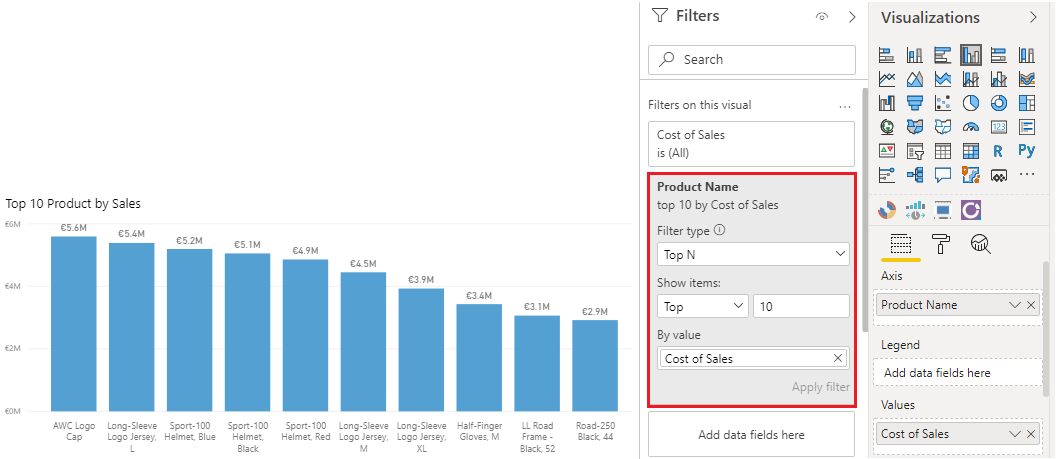 Top 10 Product by Sales
€6M
€4M
€2M
€0M
€5.6M
€5.4M
€5.2M
€5.1M
€4.9M
€4.5M
€3.9M
€3.4M
€3.1M
€2.9M
AWC Logo
Cap
Long-Sleeve
Logo Jersey,
L
Sport-100
Helmet, Blue
Sport-100
Helmet,
Black
Sport-100
Helmet, Red
Long-Sleeve
Logo Jersey,
M
Long-Sleeve
Logo Jersey,
XL
Half-Finger
Gloves, M
LL Road
Frame -
Black, 52
Road-250
Black, 44
Filters
Search
Filters on this visual
...
Cost of Sales
is (All)
Product Name
top 10 by Cost of Sales
Filter type
Top N
Show items:
Top
10
By value
Cost of Sales
Apply filter
Add data fields here
Visualizations
123
R
Py
...
Axis
Product Name
Legend
Add data fields here
Values
Cost of Sales